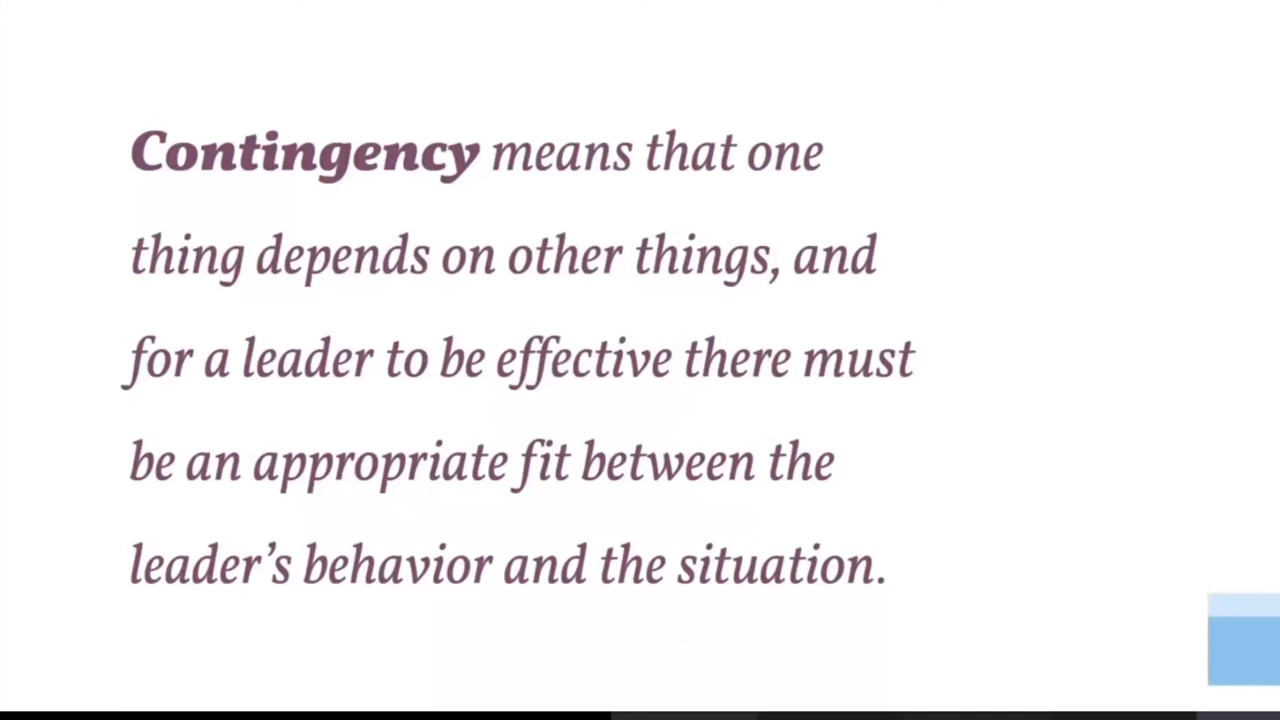 Contingency means that one
thing depends on other things, and
for a leader to be effective there must
be an appropriate fit between the
leader’s behavior and the situation.